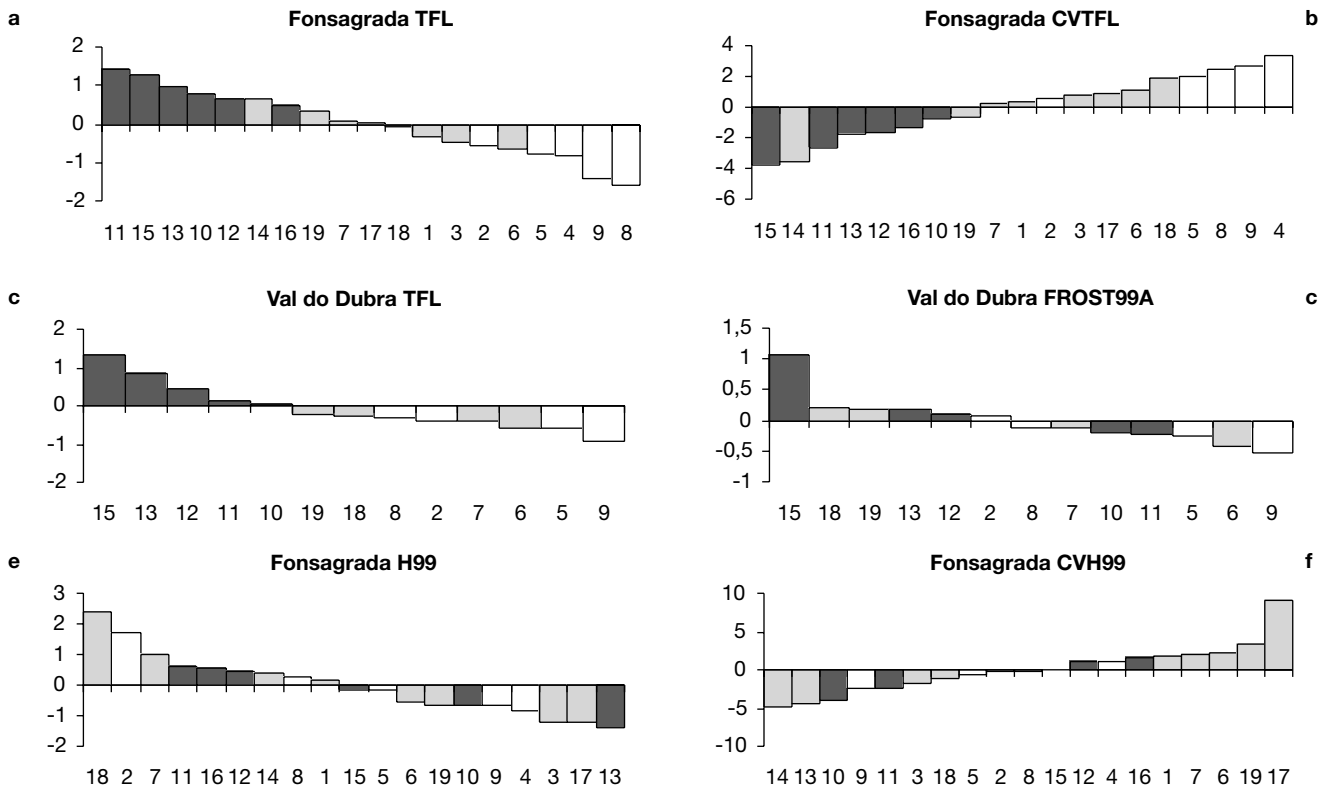 a
Fonsagrada TFL
2
1
0
-1
-2
11 15 13 10 12 14 16 19 7 17 18 1 3 2 6 5 4 9 8
Fonsagrada CVTFL
b
4
2
0
-2
-4
-6
15 14 11 13 12 16 10 19 7 1 2 3 17 6 18 5 8 9 4
c
Val do Dubra TFL
2
1
0
-1
-2
15 13 12 11 10 19 18 8 2 7 6 5 9
Val do Dubra FROST99A
c
1,5
1
0,5
0
-0,5
-1
15 18 19 13 12 2 8 7 10 11 5 6 9
e
Fonsagrada H99
3
2
1
0
-1
-2
18 2 7 11 16 12 14 8 1 15 5 6 19 10 9 4 3 17 13
Fonsagrada CVH99
f
10
5
0
-5
-10
14 13 10 9 11 3 18 5 2 8 15 12 4 16 1 7 6 19 17